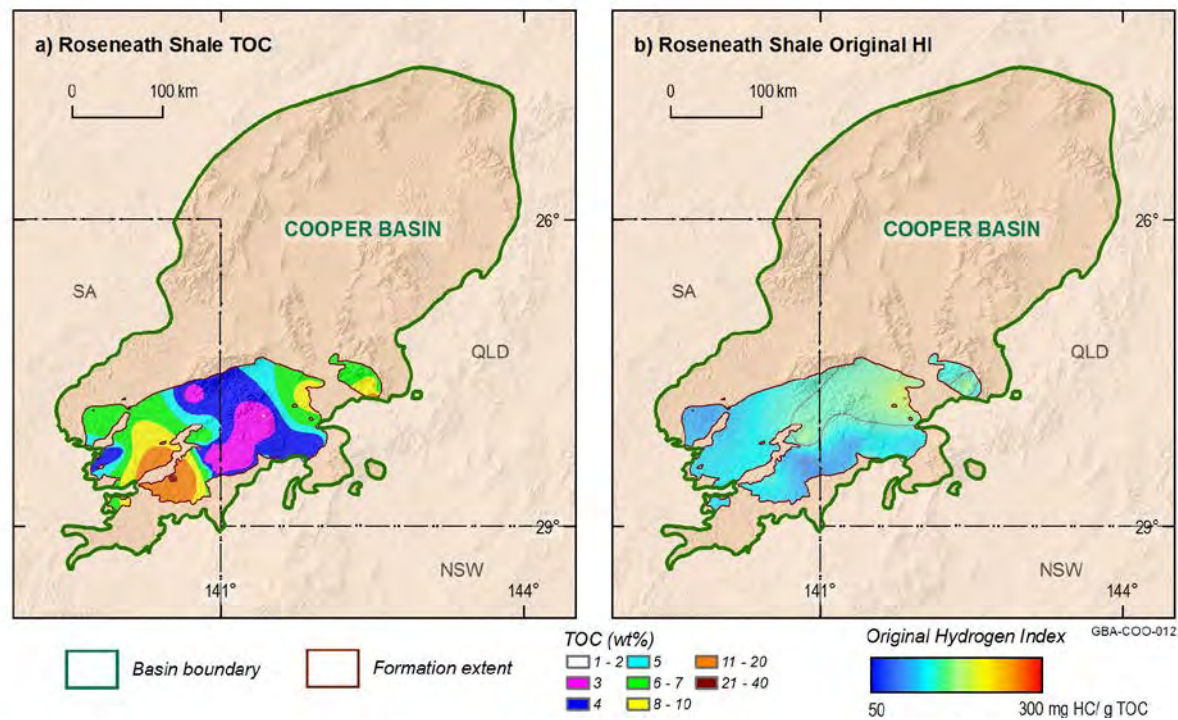 a) Roseneath Shale TOC
0 100 km
COOPER BASIN
26°
SA
QLD
29°
NSW
141° 144°
b) Roseneath Shale Original HI
0 100 km
COOPER BASIN
26°
SA
QLD
29°
NSW
141° 144°
GBA-COO-012
Basin boundary
Formation extent
TOC (wt%)
1 - 2 5 11 - 20
3 6 - 7 21 - 40
4 8 - 10
Original Hydrogen Index
50 300 mg HC/ g TOC